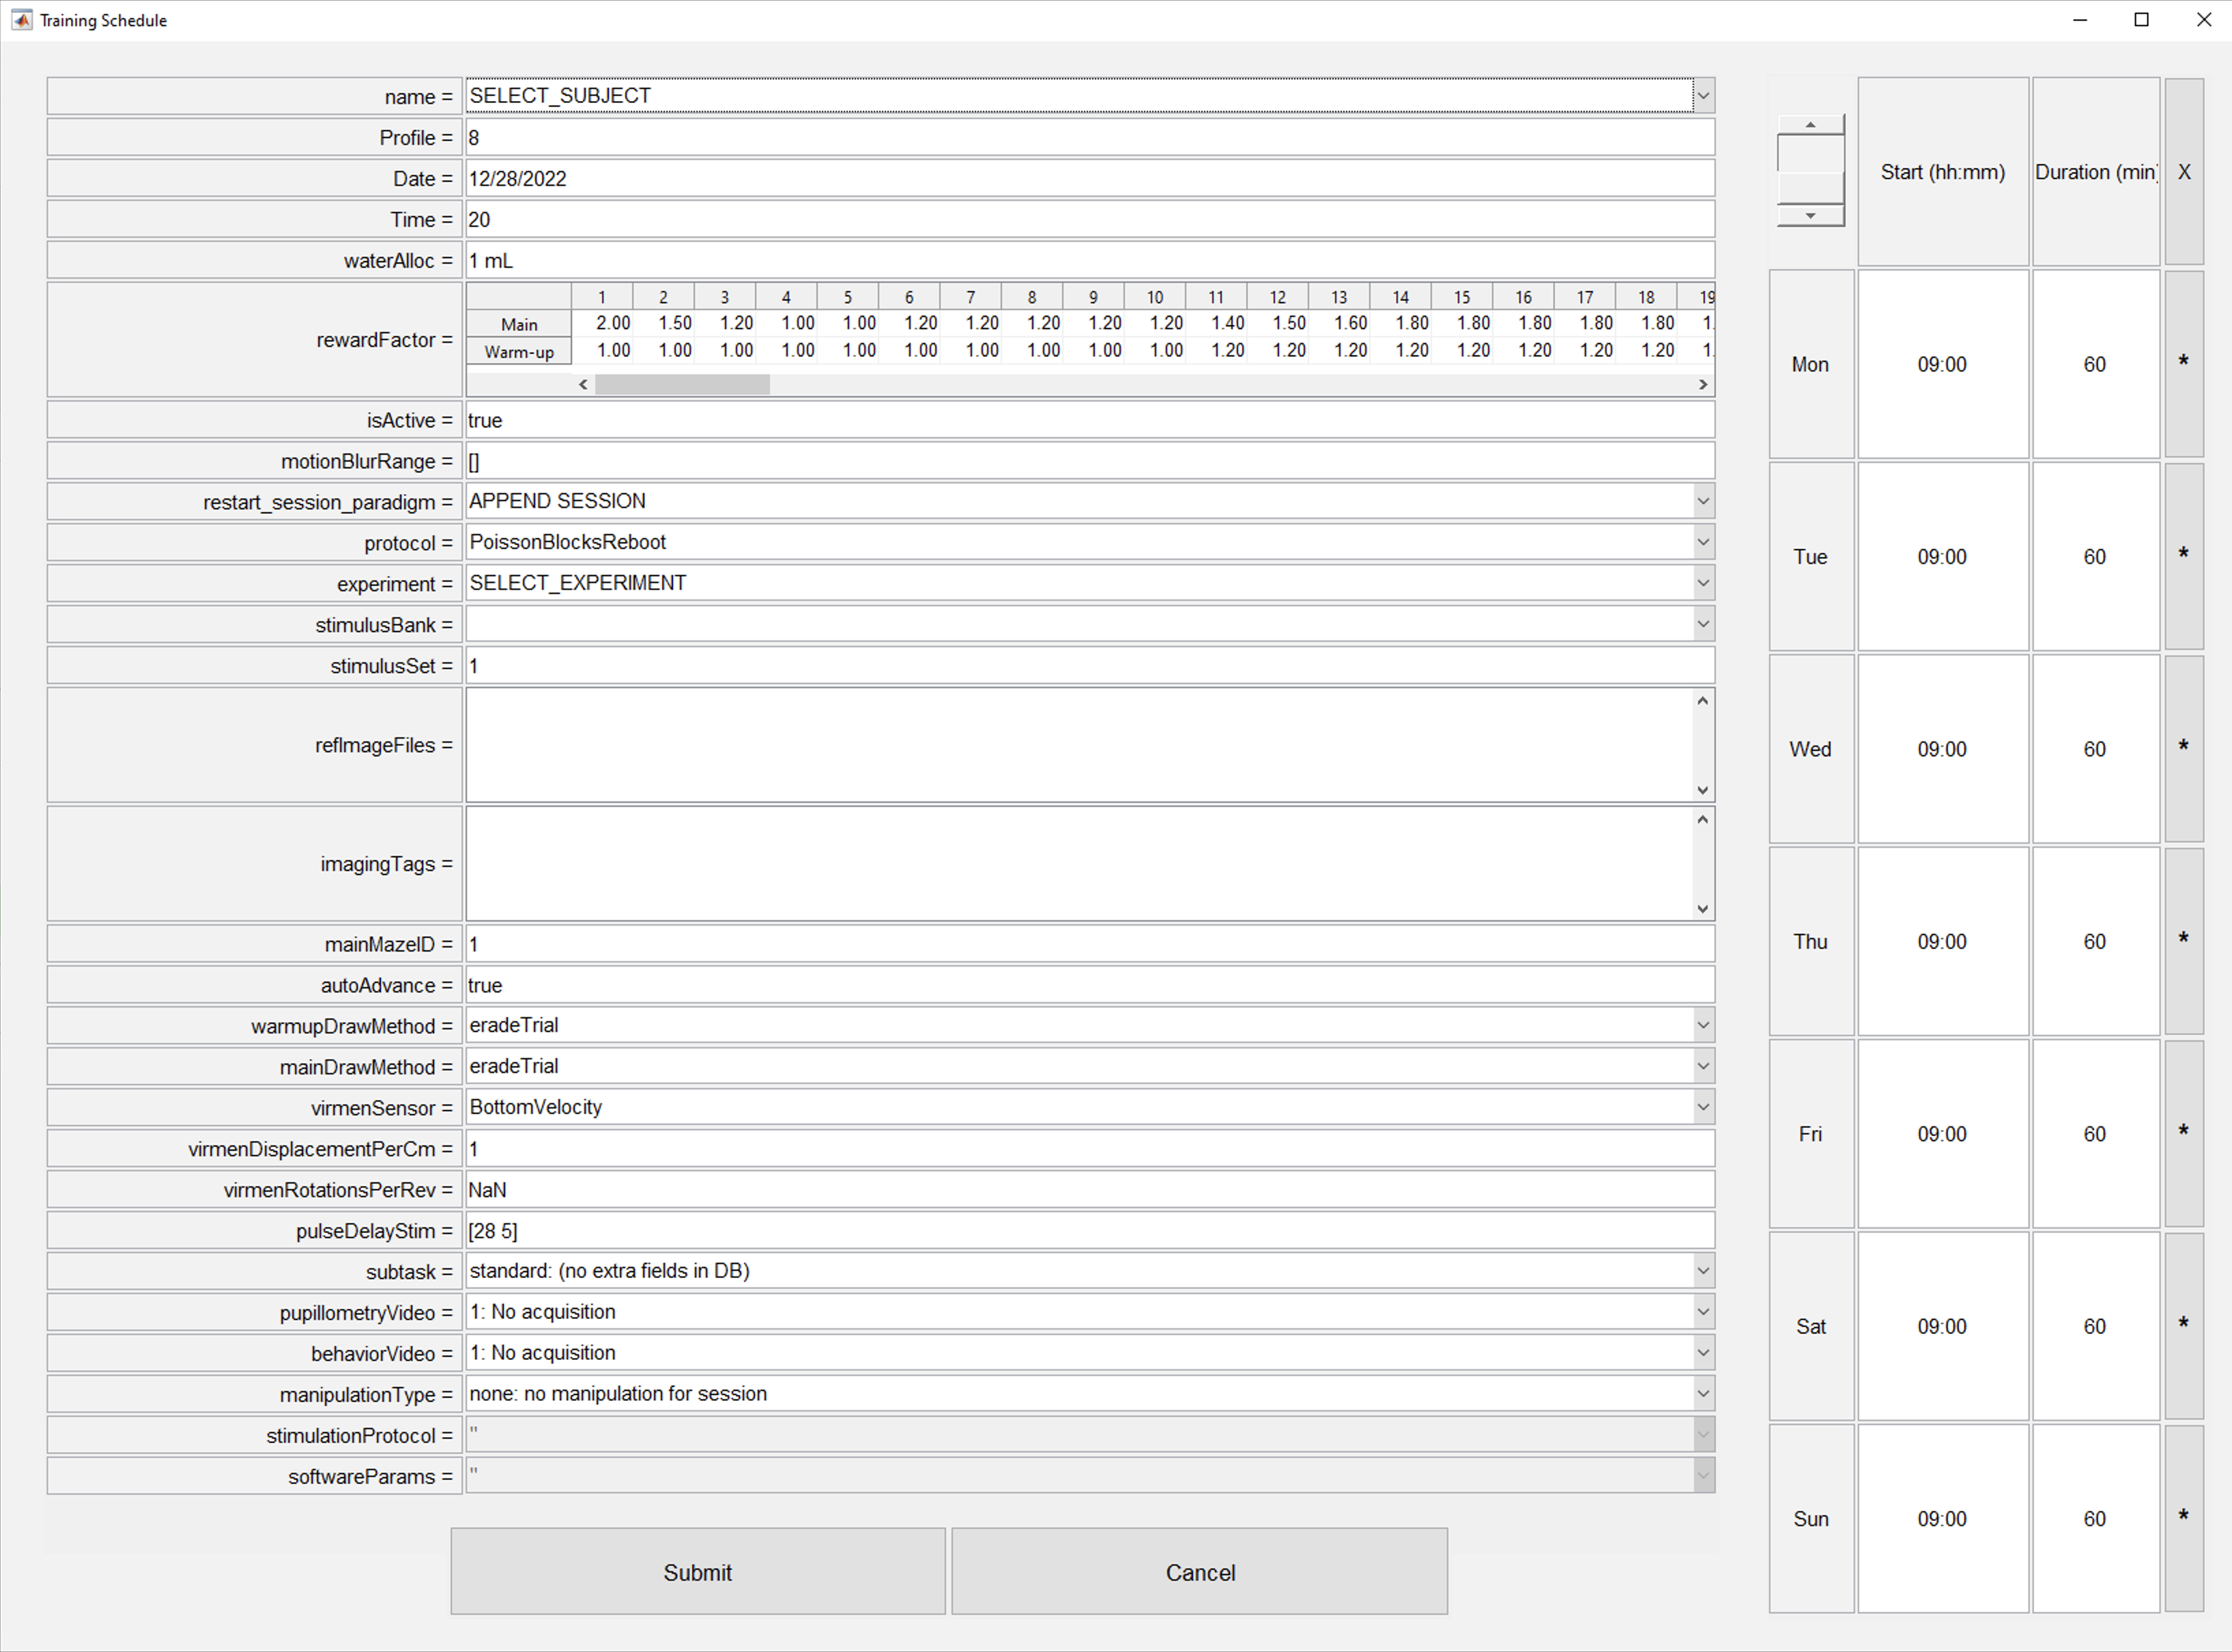 Training Schedule
name = SELECT_SUBJECT
Profile = 8
Date = 12/28/2022
Time = 20
waterAlloc = 1 mL
rewardFactor =
1 2 3 4 5 6 7 8 9 10 11 12 13 14 15 16 17 18 19
Main 2.00 1.50 1.20 1.00 1.00 1.20 1.20 1.20 1.20 1.20 1.40 1.50 1.60 1.80 1.80 1.80 1.80 1.80 1.
Warm-up 1.00 1.00 1.00 1.00 1.00 1.00 1.00 1.00 1.00 1.00 1.20 1.20 1.20 1.20 1.20 1.20 1.20 1.20 1.
isActive = true
motionBlurRange = []
restart_session_paradigm = APPEND SESSION
protocol = PoissonBlocksReboot
experiment = SELECT_EXPERIMENT
stimulusBank =
stimulusSet = 1
refImageFiles =
imagingTags =
mainMazeID = 1
autoAdvance = true
warmupDrawMethod = eradeTrial
mainDrawMethod = eradeTrial
virmenSensor = BottomVelocity
virmenDisplacementPerCm = 1
virmenRotationsPerRev = NaN
pulseDelayStim = [28 5]
subtask = standard: (no extra fields in DB)
pupillometryVideo = 1: No acquisition
behaviorVideo = 1: No acquisition
manipulationType = none: no manipulation for session
stimulationProtocol = ''
softwareParams = ''
Submit Cancel
Start (hh:mm) Duration (min) X
Mon 09:00 60 *
Tue 09:00 60 *
Wed 09:00 60 *
Thu 09:00 60 *
Fri 09:00 60 *
Sat 09:00 60 *
Sun 09:00 60 *